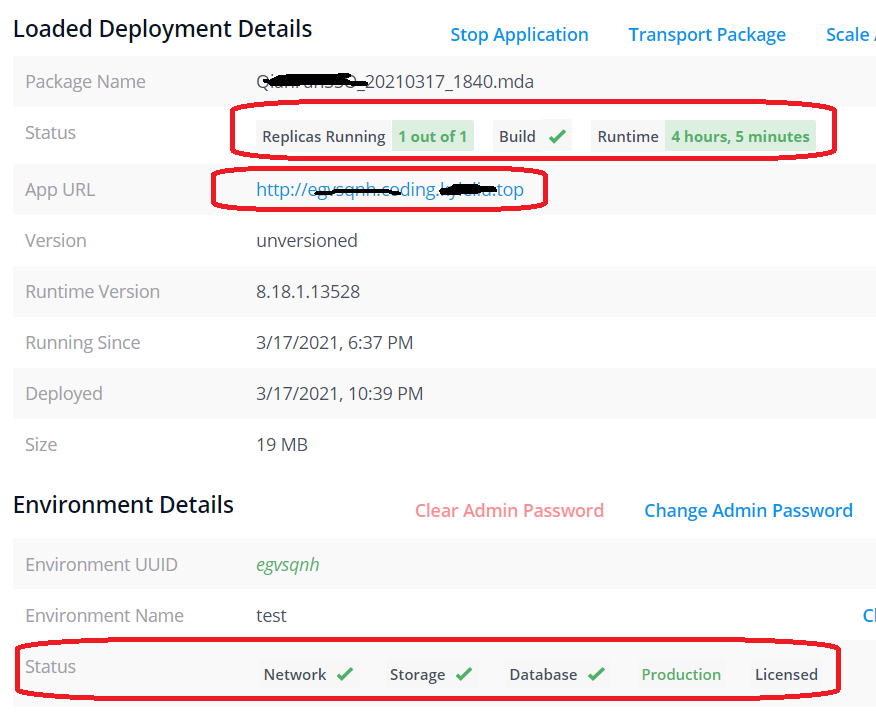 Loaded Deployment Details
Stop Application Transport Package Scale
Package Name _20210317_1840.mda
Status Replicas Running 1 out of 1 Build Runtime 4 hours, 5 minutes
App URL http://egvsqnh.coding. .top
Version unversioned
Runtime Version 8.18.1.13528
Running Since 3/17/2021, 6:37 PM
Deployed 3/17/2021, 10:39 PM
Size 19 MB
Environment Details
Clear Admin Password Change Admin Password
Environment UUID egvsqnh
Environment Name test
Status Network Storage Database Production Licensed